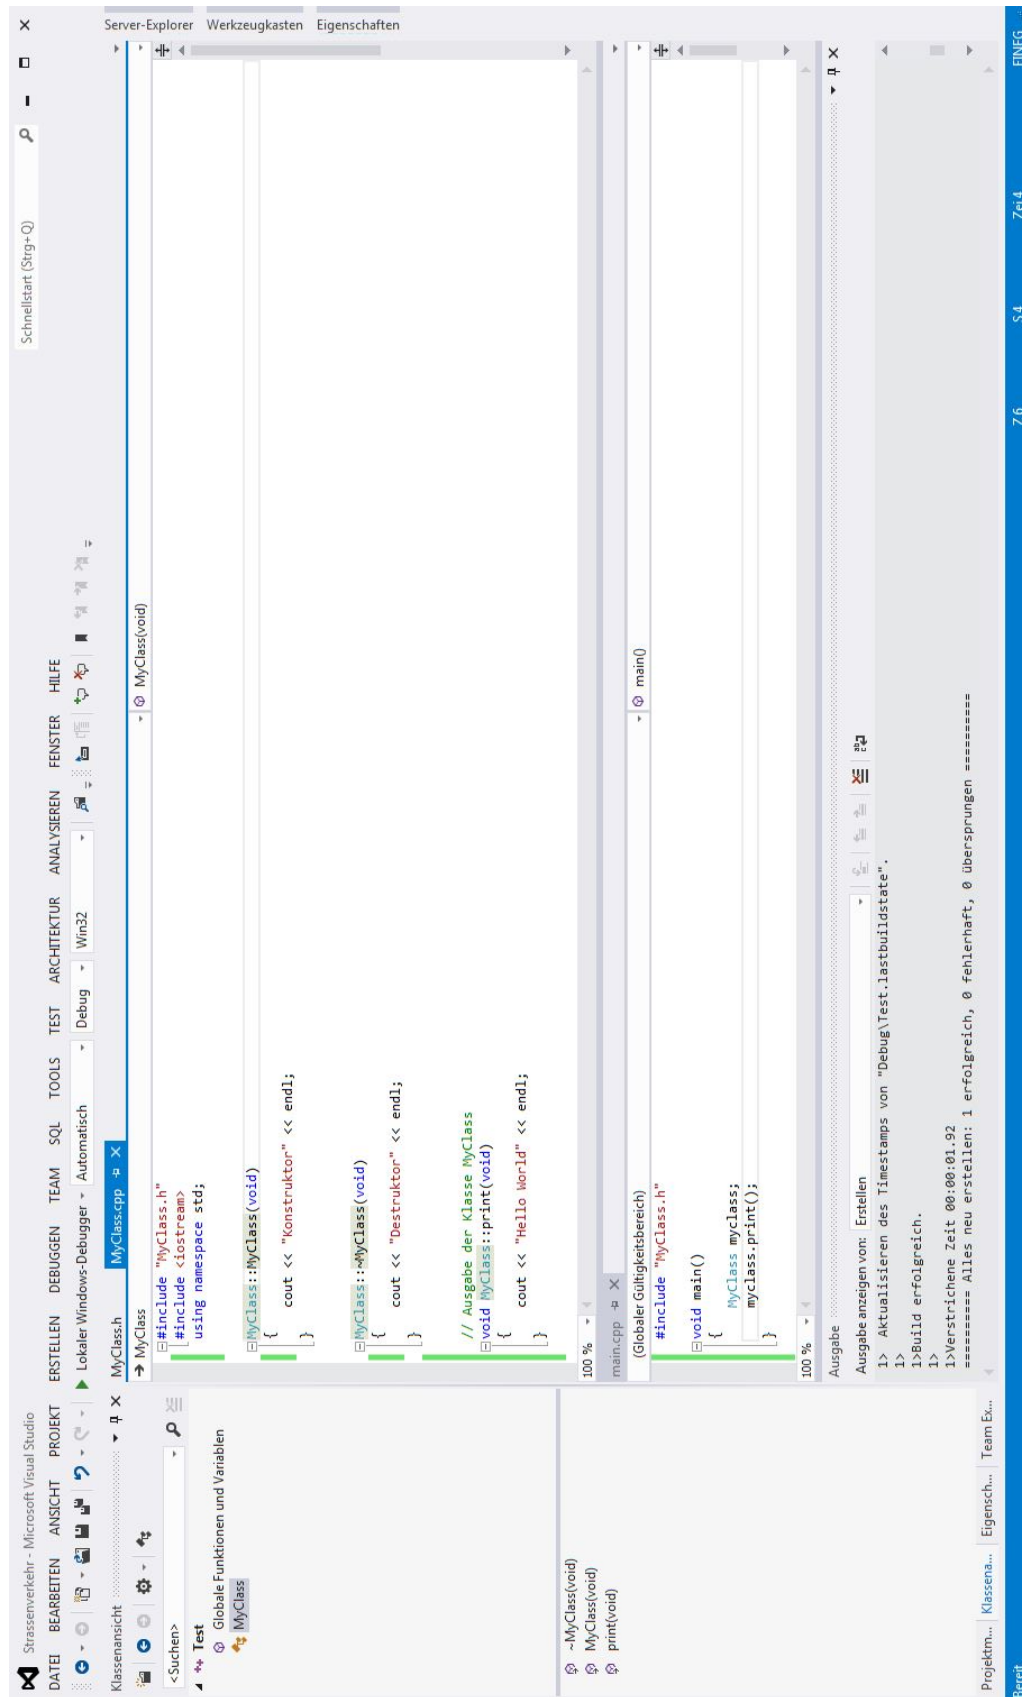 Strassenverkehr - Microsoft Visual Studio
Schnellstart (Strg+Q)
DATEI BEARBEITEN ANSICHT PROJEKT ERSTELLEN DEBUGGEN TEAM SQL TOOLS TEST ARCHITEKTUR ANALYSIEREN FENSTER HILFE
Lokaler Windows-Debugger Automatisch Debug Win32
Klassenansicht
<Suchen>
Test
Globale Funktionen und Variablen
MyClass
~MyClass(void)
MyClass(void)
print(void)
Projektm... Klassena... Eigensch... Team Ex...
MyClass.h MyClass.cpp
MyClass MyClass(void)
#include "MyClass.h"
#include <iostream>
using namespace std;
MyClass::MyClass(void)
{
cout << "Konstruktor" << endl;
}
MyClass::~MyClass(void)
{
cout << "Destruktor" << endl;
}
// Ausgabe der Klasse MyClass
void MyClass::print(void)
{
cout << "Hello World" << endl;
}
100 %
main.cpp
(Globaler Gültigkeitsbereich) main()
#include "MyClass.h"
void main()
{
MyClass myclass;
myclass.print();
}
100 %
Ausgabe
Ausgabe anzeigen von: Erstellen
1> Aktualisieren des Timestamps von "Debug\Test.lastbuildstate".
1>
1>Build erfolgreich.
1>
1>Verstrichene Zeit 00:00:01.92
========== Alles neu erstellen: 1 erfolgreich, 0 fehlerhaft, 0 übersprungen ==========
Server-Explorer Werkzeugkasten Eigenschaften
Bereit Z 6 S 4 Zei 4 EINFG